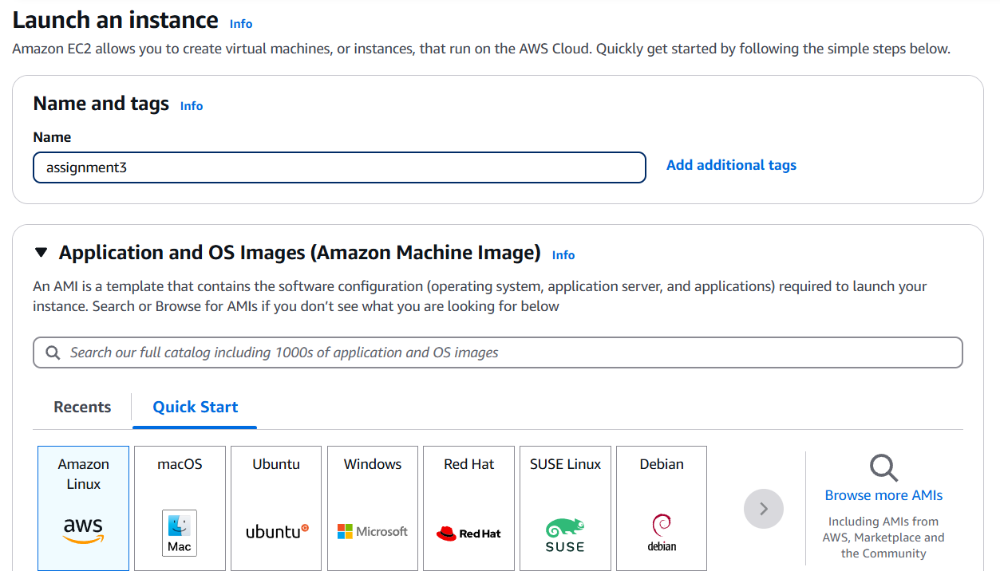 Launch an instance Info
Amazon EC2 allows you to create virtual machines, or instances, that run on the AWS Cloud. Quickly get started by following the simple steps below.
Name and tags Info
Name
assignment3
Add additional tags
Application and OS Images (Amazon Machine Image) Info
An AMI is a template that contains the software configuration (operating system, application server, and applications) required to launch your
instance. Search or Browse for AMIs if you don’t see what you are looking for below
Search our full catalog including 1000s of application and OS images
Recents
Quick Start
Amazon
Linux
aws
macOS
Mac
Ubuntu
ubuntu
Windows
Microsoft
Red Hat
Red Hat
SUSE Linux
SUSE
Debian
debian
Browse more AMIs
Including AMIs from
AWS, Marketplace and
the Community